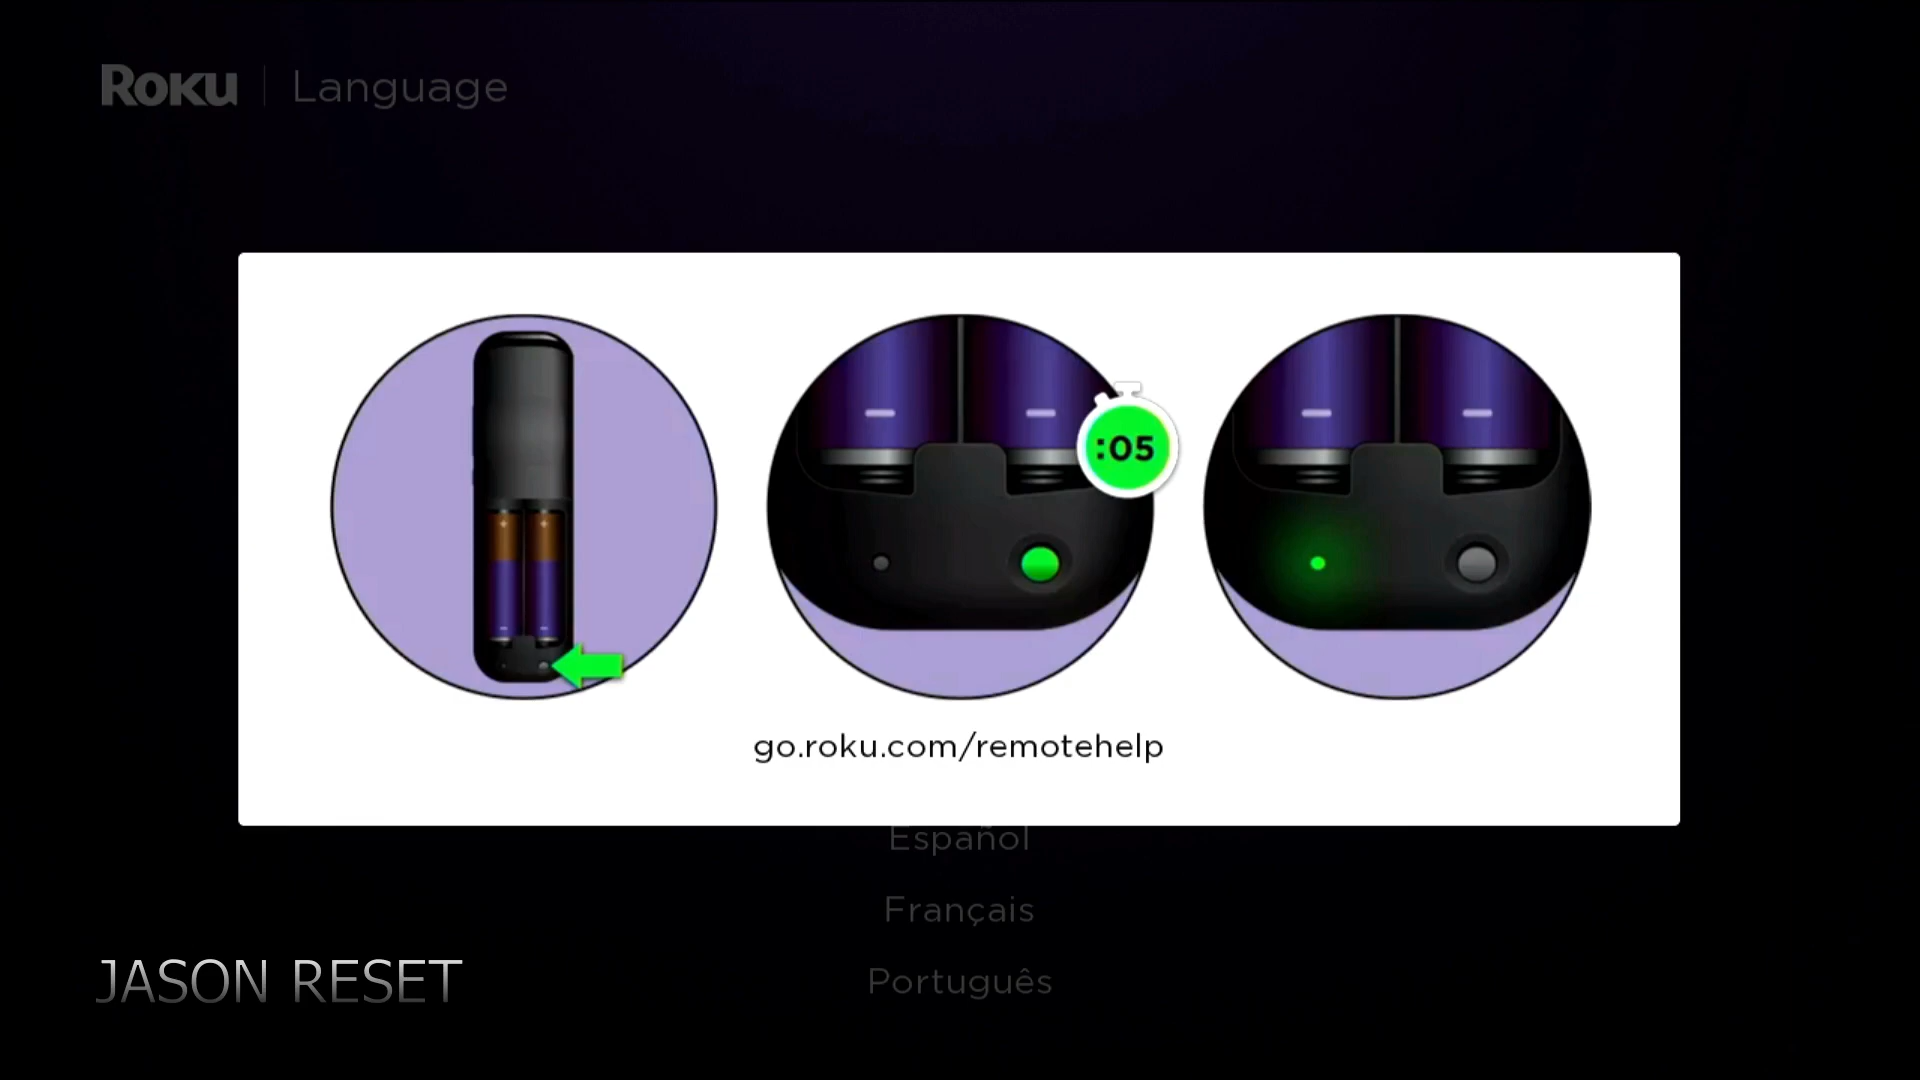 Roku | Language
:05
go.roku.com/remotehelp
Español
Français
Português
JASON RESET